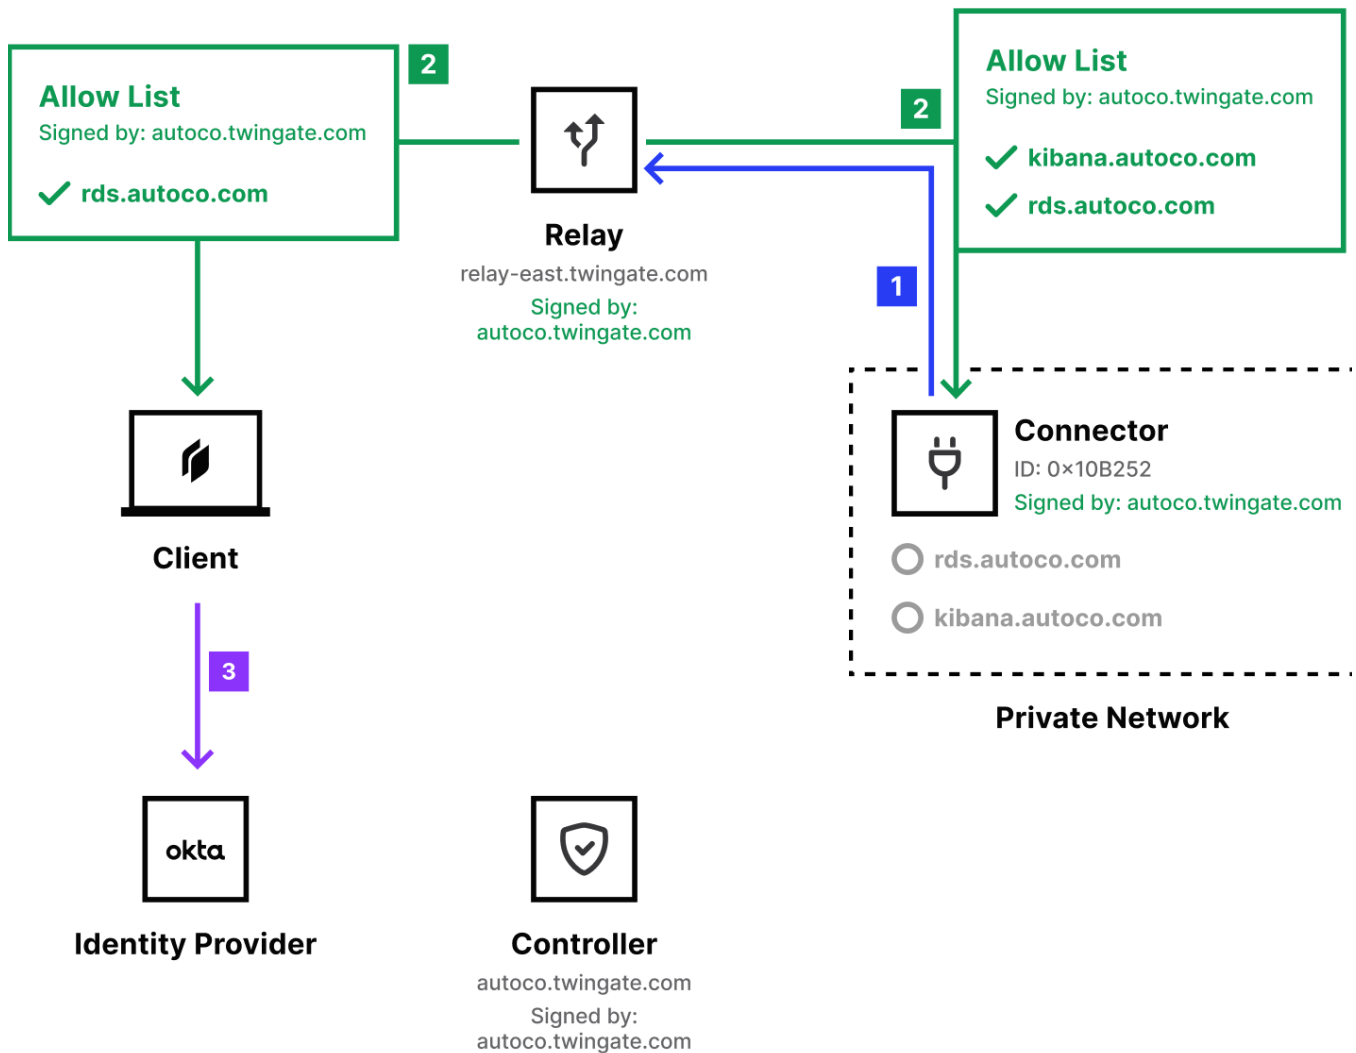 Allow List
Signed by: autoco.twingate.com
rds.autoco.com
2
Relay
relay-east.twingate.com
Signed by:
autoco.twingate.com
2
Allow List
Signed by: autoco.twingate.com
kibana.autoco.com
rds.autoco.com
1
Connector
ID: 0×10B252
Signed by: autoco.twingate.com
rds.autoco.com
kibana.autoco.com
Private Network
Client
3
okta
Identity Provider
Controller
autoco.twingate.com
Signed by:
autoco.twingate.com